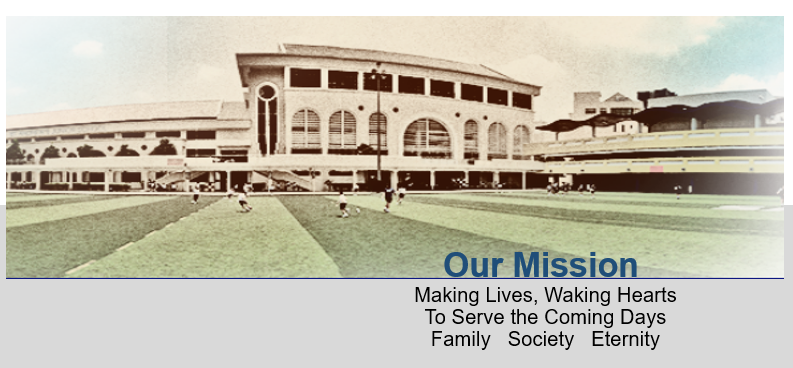 Our Mission
Making Lives, Waking Hearts
To Serve the Coming Days
Family Society Eternity